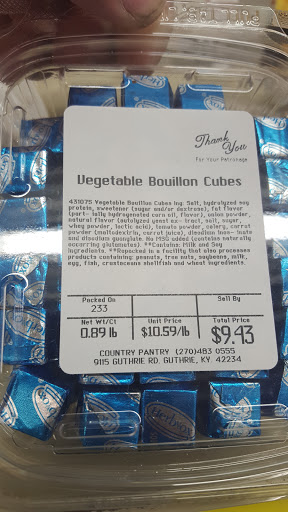 Thank
You
For Your Patronage
Vegetable Bouillon Cubes
431075 Vegetable Bouillon Cubes ing: Salt, hydrolyzed soy
protein, sweetener (sugar and/or dextrose), fat flavor
(part- ially hydrogenated corn oil, flavor), onion powder,
natural flavor (autolyzed yeast ex- tract, salt, sugar,
whey powder, lactic acid), tomato powder, celery, carrot
powder (maltodextrin, carrot juice), disodium inos- inate
and disodium guanylate. No MSG added (contains naturally
occurring glutamates). **Contains: Milk and Soy
Ingredients. **Repacked in a facility that also processes
products containing: peanuts, tree nuts, soybeans, milk,
egg, fish, crustaceans shellfish and wheat ingredients.
Packed On
Sell By
233
Net Wt/Ct
Unit Price
Total Price
0.89 lb
$10.59/lb
$9.43
COUNTRY PANTRY (270)483 0555
9115 GUTHRIE RD. GUTHRIE, KY. 42234
Herb-ox